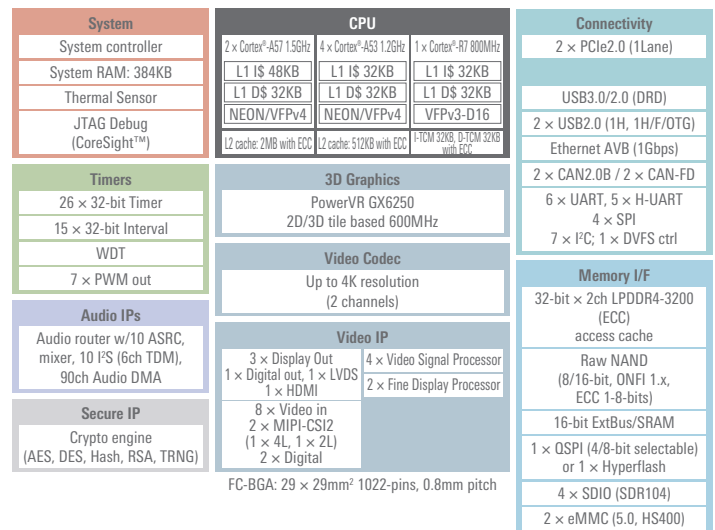 System
System controller
System RAM: 384KB
Thermal Sensor
JTAG Debug
(CoreSight™)
Timers
26 × 32-bit Timer
15 × 32-bit Interval
WDT
7 × PWM out
Audio IPs
Audio router w/10 ASRC,
mixer, 10 I²S (6ch TDM),
90ch Audio DMA
Secure IP
Crypto engine
(AES, DES, Hash, RSA, TRNG)
CPU
2 × Cortex®-A57 1.5GHz
L1 I$ 48KB
L1 D$ 32KB
NEON/VFPv4
L2 cache: 2MB with ECC
4 × Cortex®-A53 1.2GHz
L1 I$ 32KB
L1 D$ 32KB
NEON/VFPv4
L2 cache: 512KB with ECC
1 × Cortex®-R7 800MHz
L1 I$ 32KB
L1 D$ 32KB
VFPv3-D16
I-TCM 32KB, D-TCM 32KB
with ECC
3D Graphics
PowerVR GX6250
2D/3D tile based 600MHz
Video Codec
Up to 4K resolution
(2 channels)
Video IP
3 × Display Out
1 × Digital out, 1 × LVDS
1 × HDMI
8 × Video in
2 × MIPI-CSI2
(1 × 4L, 1 × 2L)
2 × Digital
4 × Video Signal Processor
2 × Fine Display Processor
FC-BGA: 29 × 29mm² 1022-pins, 0.8mm pitch
Connectivity
2 × PCIe2.0 (1Lane)
USB3.0/2.0 (DRD)
2 × USB2.0 (1H, 1H/F/OTG)
Ethernet AVB (1Gbps)
2 × CAN2.0B / 2 × CAN-FD
6 × UART, 5 × H-UART
4 × SPI
7 × I²C; 1 × DVFS ctrl
Memory I/F
32-bit × 2ch LPDDR4-3200
(ECC)
access cache
Raw NAND
(8/16-bit, ONFI 1.x,
ECC 1-8-bits)
16-bit ExtBus/SRAM
1 × QSPI (4/8-bit selectable)
or 1 × Hyperflash
4 × SDIO (SDR104)
2 × eMMC (5.0, HS400)